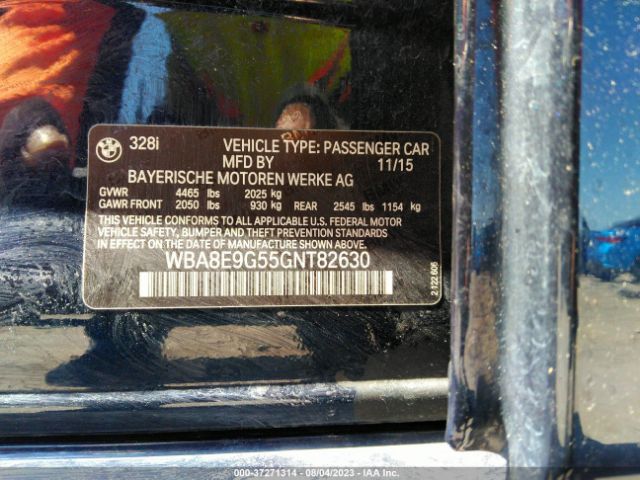 328i VEHICLE TYPE: PASSENGER CAR
MFD BY 11/15
BAYERISCHE MOTOREN WERKE AG
GVWR 4465 lbs 2025 kg
GAWR FRONT 2050 lbs 930 kg REAR 2545 lbs 1154 kg
THIS VEHICLE CONFORMS TO ALL APPLICABLE U.S. FEDERAL MOTOR
VEHICLE SAFETY, BUMPER, AND THEFT PREVENTION STANDARDS
IN EFFECT ON THE DATE OF MANUFACTURE SHOWN ABOVE.
WBA8E9G55GNT82630
2 122 606
000-37271314 - 08/04/2023 - IAA Inc.